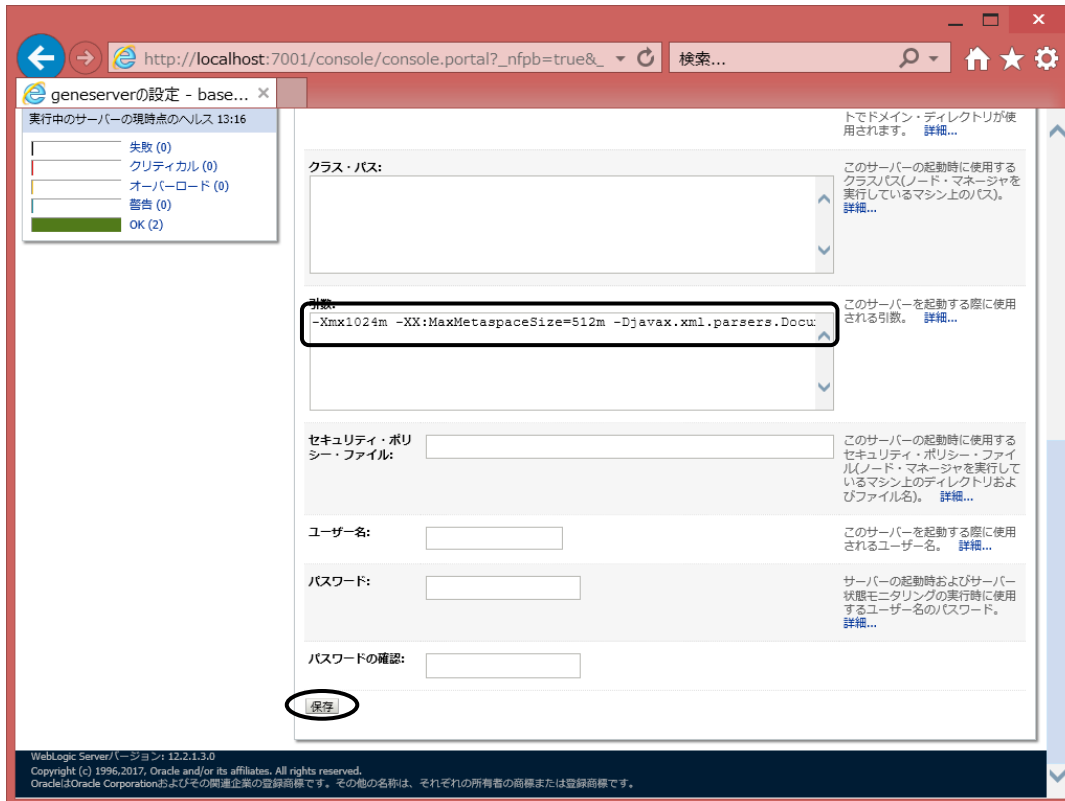 http://localhost:7001/console/console.portal?_nfpb=true&_
検索...
geneserverの設定 - base...
実行中のサーバーの現時点のヘルス 13:16
失敗 (0)
クリティカル (0)
オーバーロード (0)
警告 (0)
OK (2)
トでドメイン・ディレクトリが使
用されます。 詳細...
クラス・パス:
このサーバーの起動時に使用する
クラスパス(ノード・マネージャを
実行しているマシン上のパス)。
詳細...
引数:
-Xmx1024m -XX:MaxMetaspaceSize=512m -Djavax.xml.parsers.Docu
このサーバーを起動する際に使用
される引数。 詳細...
セキュリティ・ポリ
シー・ファイル:
このサーバーの起動時に使用する
セキュリティ・ポリシー・ファイ
ル(ノード・マネージャを実行して
いるマシン上のディレクトリおよ
びファイル名)。 詳細...
ユーザー名:
このサーバーを起動する際に使用
されるユーザー名。 詳細...
パスワード:
サーバーの起動時およびサーバー
状態モニタリングの実行時に使用
するユーザー名のパスワード。
詳細...
パスワードの確認:
保存
WebLogic Serverバージョン: 12.2.1.3.0
Copyright (c) 1996,2017, Oracle and/or its affiliates. All rights reserved.
OracleはOracle Corporationおよびその関連企業の登録商標です。その他の名称は、それぞれの所有者の商標または登録商標です。